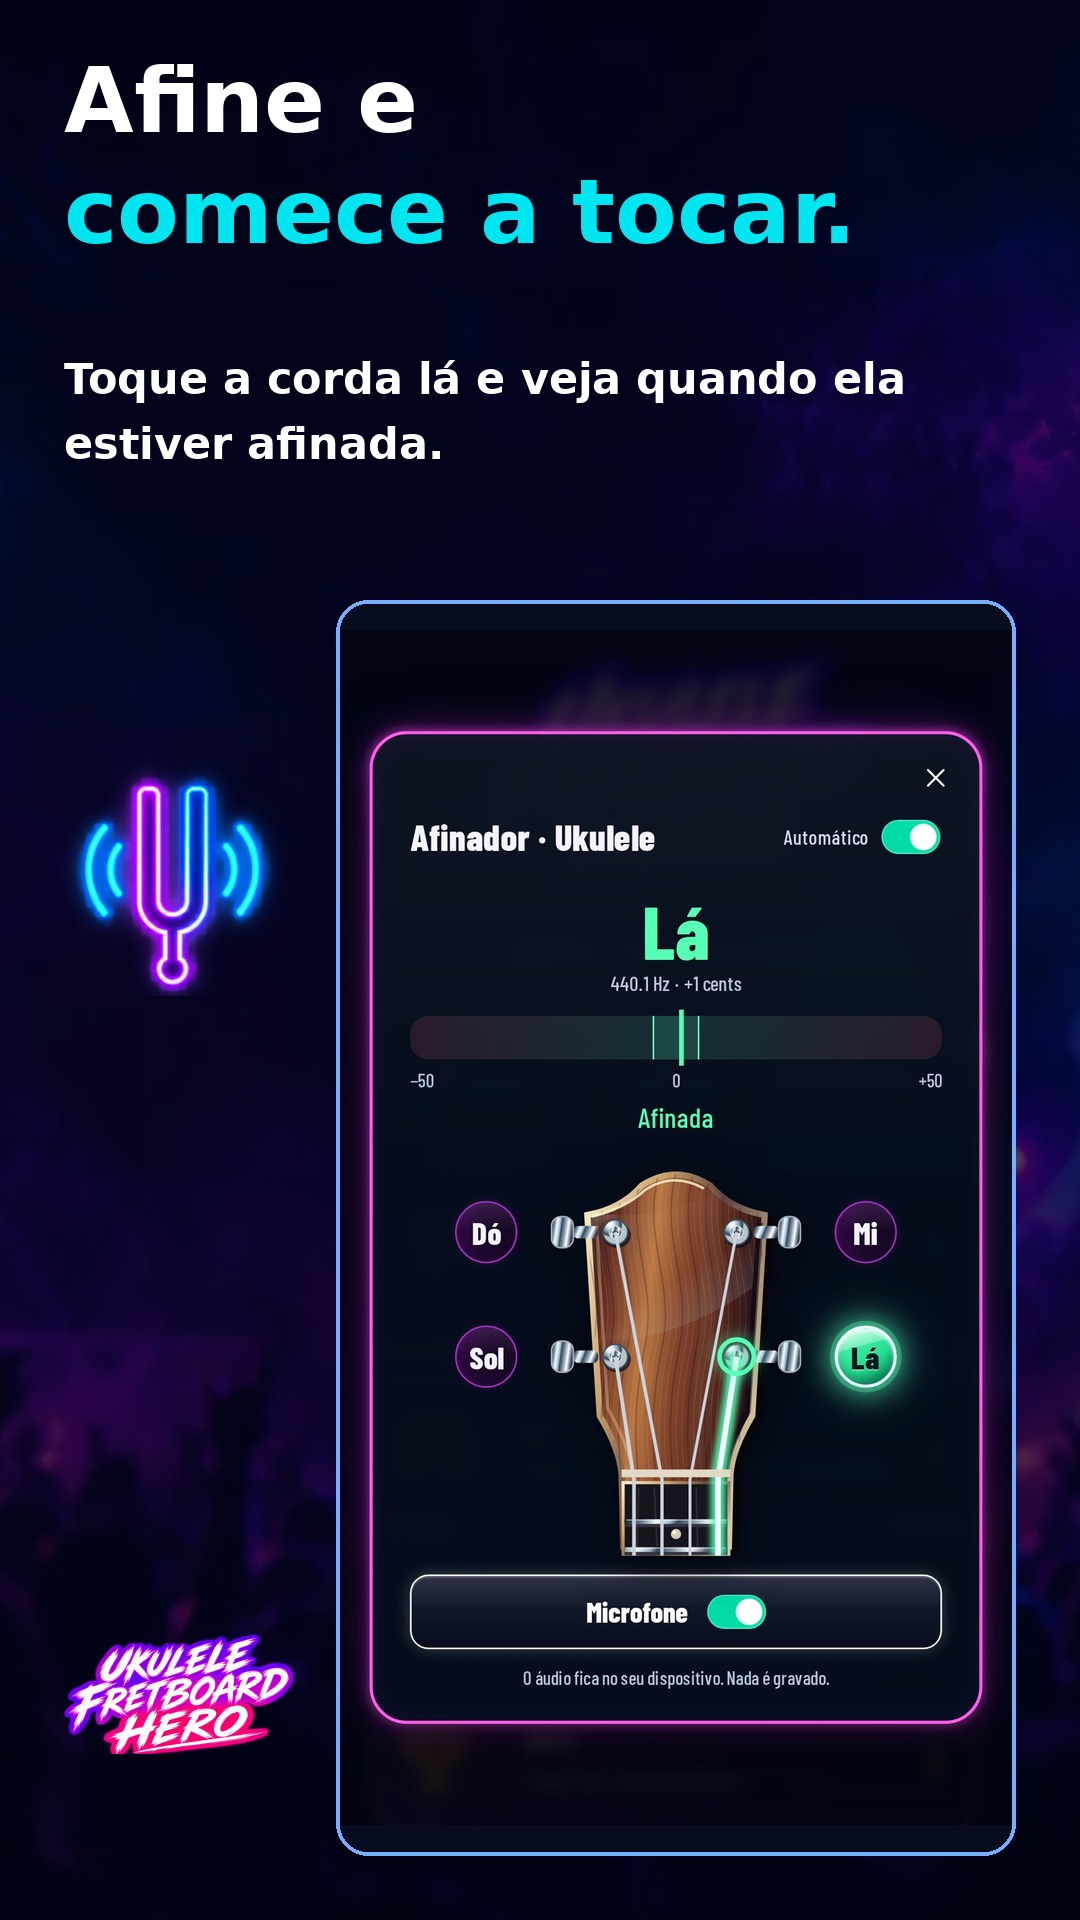 Afine e
comece a tocar.
Toque a corda lá e veja quando ela
estiver afinada.
Afinador · Ukulele
Automático
Lá
440.1 Hz · +1 cents
–50
0
+50
Afinada
Dó
Mi
Sol
Lá
Microfone
O áudio fica no seu dispositivo. Nada é gravado.
UKULELE
FRETBOARD
HERO